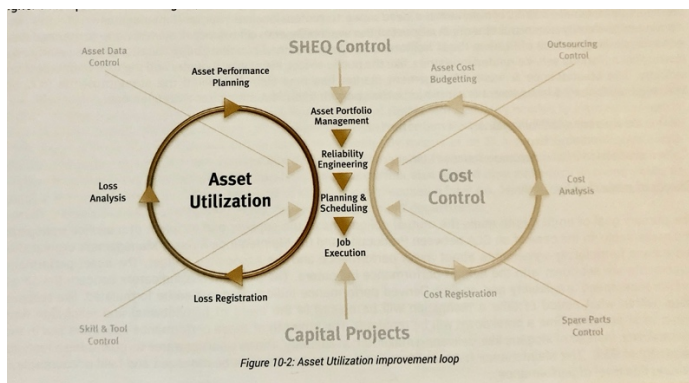 SHEQ Control
Asset Data
Control
Outsourcing
Control
Asset Performance
Planning
Asset Cost
Budgetting
Asset Portfolio
Management
Reliability
Engineering
Loss
Analysis
Asset
Utilization
Planning &
Scheduling
Cost
Control
Cost
Analysis
Job
Execution
Loss Registration
Cost Registration
Skill & Tool
Control
Spare Parts
Control
Capital Projects
Figure 10-2: Asset Utilization improvement loop